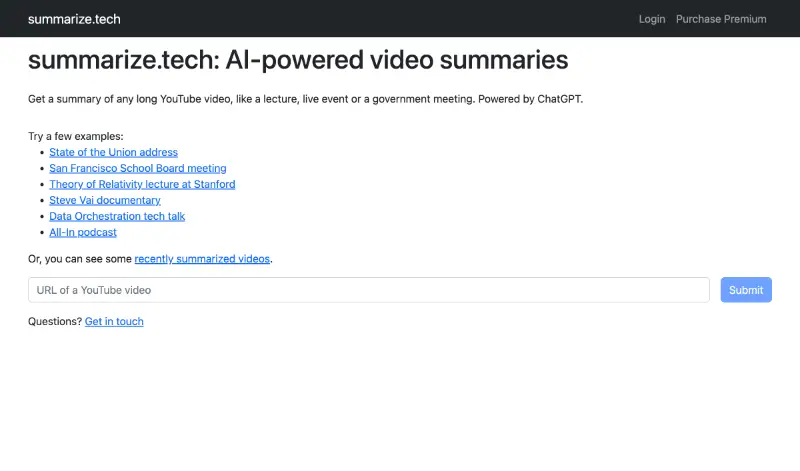 summarize.tech Login Purchase Premium
summarize.tech: AI-powered video summaries
Get a summary of any long YouTube video, like a lecture, live event or a government meeting. Powered by ChatGPT.
Try a few examples:
• State of the Union address
• San Francisco School Board meeting
• Theory of Relativity lecture at Stanford
• Steve Vai documentary
• Data Orchestration tech talk
• All-In podcast
Or, you can see some recently summarized videos.
URL of a YouTube video Submit
Questions? Get in touch